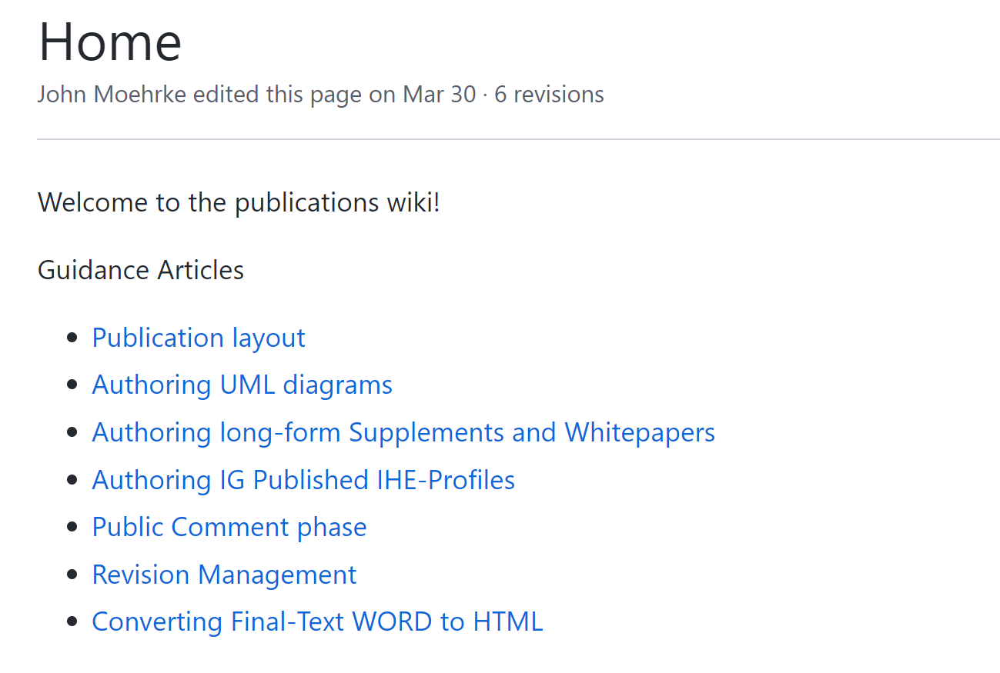 Home
John Moehrke edited this page on Mar 30 · 6 revisions
Welcome to the publications wiki!
Guidance Articles
• Publication layout
• Authoring UML diagrams
• Authoring long-form Supplements and Whitepapers
• Authoring IG Published IHE-Profiles
• Public Comment phase
• Revision Management
• Converting Final-Text WORD to HTML